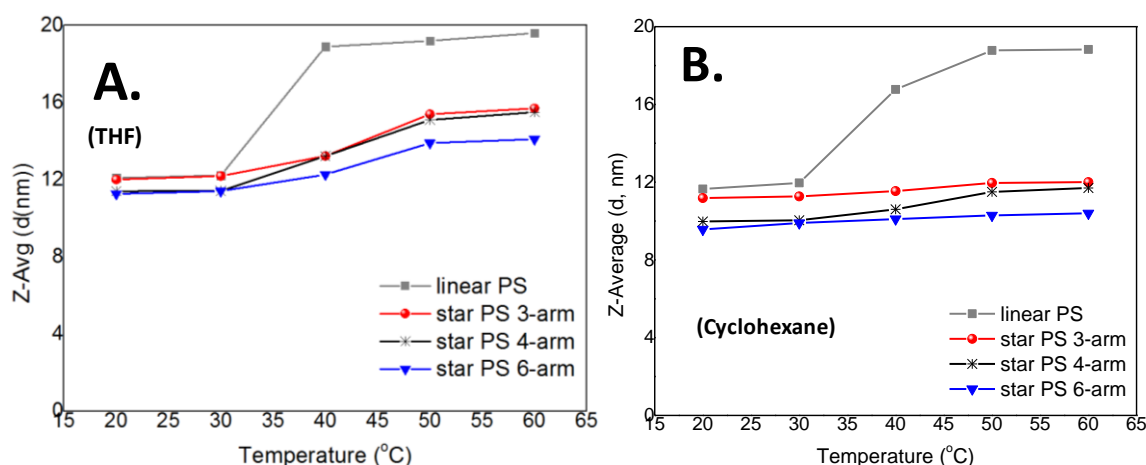 A.
(THF)
Z-Avg (d(nm))
20
16
12
8
4
0
linear PS
star PS 3-arm
star PS 4-arm
star PS 6-arm
15 20 25 30 35 40 45 50 55 60 65
Temperature (°C)
B.
(Cyclohexane)
Z-Average (d, nm)
20
16
12
8
4
0
linear PS
star PS 3-arm
star PS 4-arm
star PS 6-arm
15 20 25 30 35 40 45 50 55 60 65
Temperature (°C)